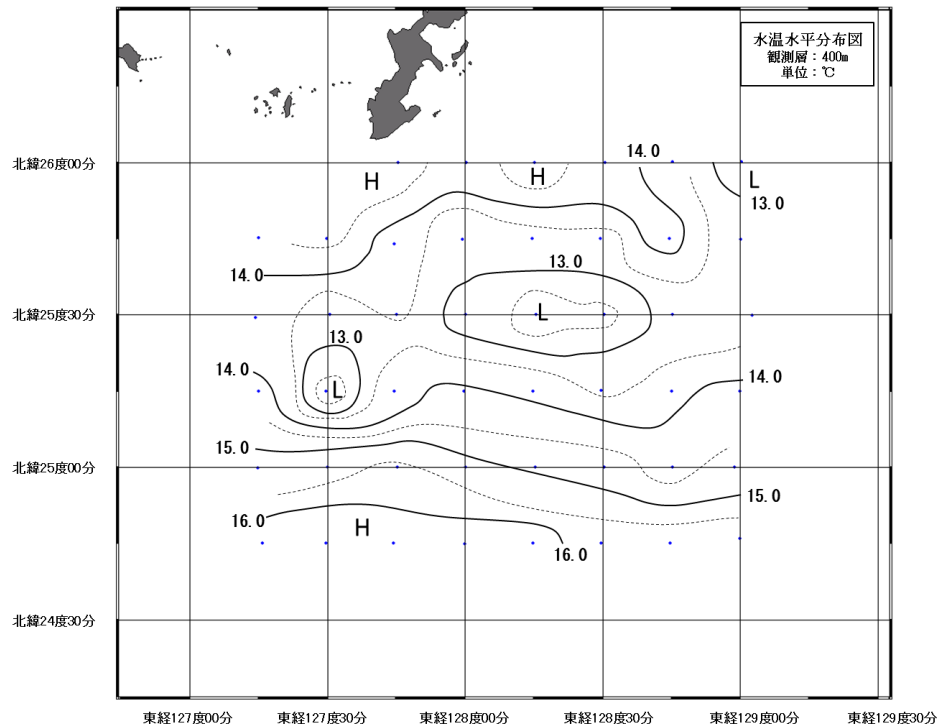 水温水平分布図
観測層：400m
単位：℃
14.0
北緯26度00分
H
H
L
13.0
14.0
13.0
北緯25度30分
L
13.0
14.0
14.0
L
15.0
北緯25度00分
15.0
16.0
H
16.0
北緯24度30分
東経127度00分
東経127度30分
東経128度00分
東経128度30分
東経129度00分
東経129度30分